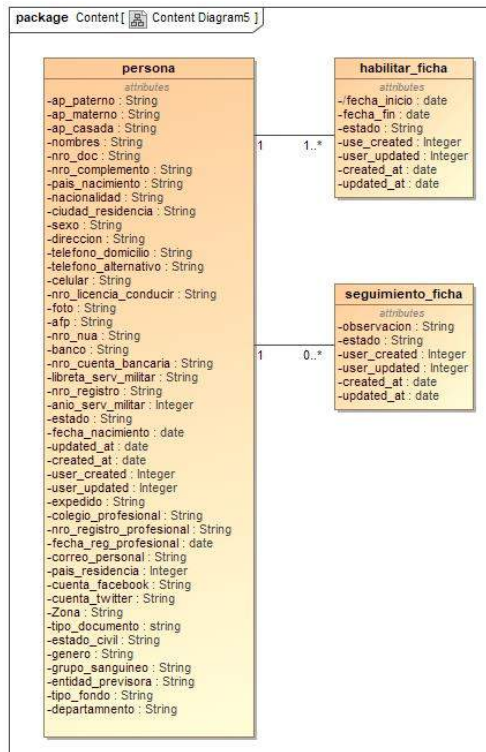 package Content [ Content Diagram5 ]
persona
attributes
-ap_paterno : String
-ap_materno : String
-ap_casada : String
-nombres : String
-nro_doc : String
-nro_complemento : String
-pais_nacimiento : String
-nacionalidad : String
-ciudad_residencia : String
-sexo : String
-direccion : String
-telefono_domicilio : String
-telefono_alternativo : String
-celular : String
-nro_licencia_conducir : String
-foto : String
-afp : String
-nro_nua : String
-banco : String
-nro_cuenta_bancaria : String
-libreta_serv_militar : String
-nro_registro : String
-anio_serv_militar : Integer
-estado : String
-fecha_nacimiento : date
-updated_at : date
-created_at : date
-user_created : Integer
-user_updated : Integer
-expedido : String
-colegio_profesional : String
-nro_registro_profesional : String
-fecha_reg_profesional : date
-correo_personal : String
-pais_residencia : Integer
-cuenta_facebook : String
-cuenta_twitter : String
-Zona : String
-tipo_documento : string
-estado_civil : String
-genero : String
-grupo_sanguineo : String
-entidad_previsora : String
-tipo_fondo : String
-departamnento : String
1 1..*
habilitar_ficha
attributes
-/fecha_inicio : date
-fecha_fin : date
-estado : String
-use_created : Integer
-user_updated : Integer
-created_at : date
-updated_at : date
1 0..*
seguimiento_ficha
attributes
-observacion : String
-estado : String
-user_created : Integer
-user_updated : Integer
-created_at : date
-updated_at : date